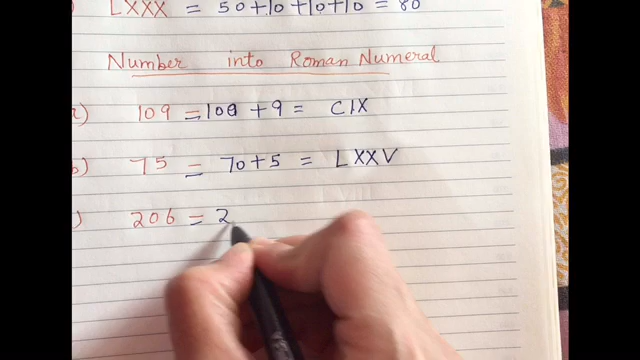 ) LXXX = 50+10+10+10 = 80
Number into Roman Numeral
a) 109 = 100 + 9 = CIX
b) 75 = 70+5 = LXXV
) 206 = 2